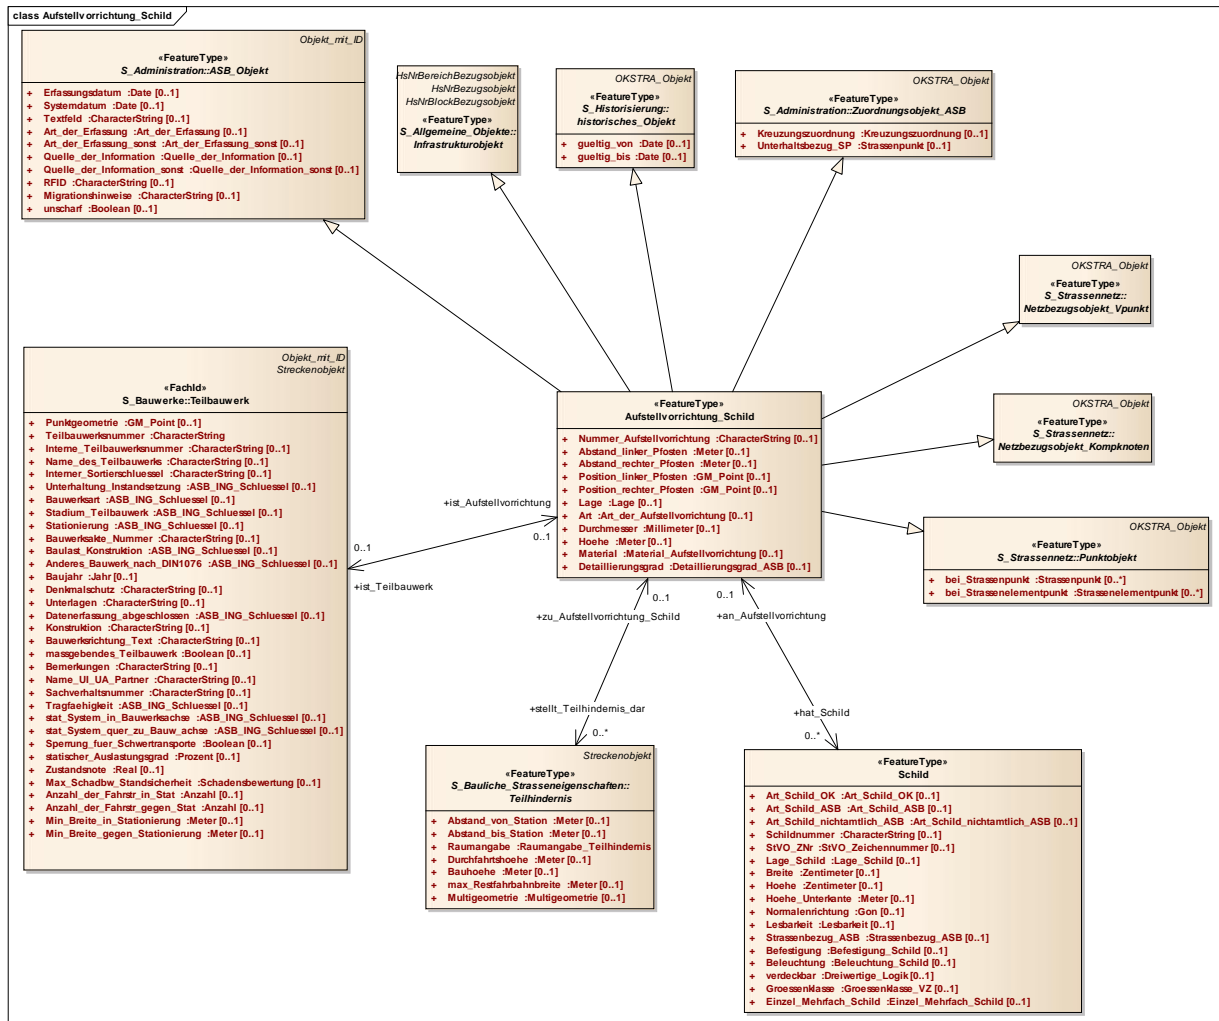 class Aufstellvorrichtung_Schild
Objekt_mit_ID
«FeatureType»
S_Administration::ASB_Objekt
+ Erfassungsdatum :Date [0..1]
+ Systemdatum :Date [0..1]
+ Textfeld :CharacterString [0..1]
+ Art_der_Erfassung :Art_der_Erfassung [0..1]
+ Art_der_Erfassung_sonst :Art_der_Erfassung_sonst [0..1]
+ Quelle_der_Information :Quelle_der_Information [0..1]
+ Quelle_der_Information_sonst :Quelle_der_Information_sonst [0..1]
+ RFID :CharacterString [0..1]
+ Migrationshinweise :CharacterString [0..1]
+ unscharf :Boolean [0..1]
HsNrBereichBezugsobjekt
HsNrBezugsobjekt
HsNrBlockBezugsobjekt
«FeatureType»
S_Allgemeine_Objekte::
Infrastrukturobjekt
OKSTRA_Objekt
«FeatureType»
S_Historisierung::
historisches_Objekt
+ gueltig_von :Date [0..1]
+ gueltig_bis :Date [0..1]
OKSTRA_Objekt
«FeatureType»
S_Administration::Zuordnungsobjekt_ASB
+ Kreuzungszuordnung :Kreuzungszuordnung [0..1]
+ Unterhaltsbezug_SP :Strassenpunkt [0..1]
OKSTRA_Objekt
«FeatureType»
S_Strassennetz::
Netzbezugsobjekt_Vpunkt
OKSTRA_Objekt
«FeatureType»
S_Strassennetz::
Netzbezugsobjekt_Kompknoten
OKSTRA_Objekt
«FeatureType»
S_Strassennetz::Punktobjekt
+ bei_Strassenpunkt :Strassenpunkt [0..*]
+ bei_Strassenelementpunkt :Strassenelementpunkt [0..*]
Objekt_mit_ID
Streckenobjekt
«FachId»
S_Bauwerke::Teilbauwerk
+ Punktgeometrie :GM_Point [0..1]
+ Teilbauwerksnummer :CharacterString
+ Interne_Teilbauwerksnummer :CharacterString [0..1]
+ Name_des_Teilbauwerks :CharacterString [0..1]
+ Interner_Sortierschluessel :CharacterString [0..1]
+ Unterhaltung_Instandsetzung :ASB_ING_Schluessel [0..1]
+ Bauwerksart :ASB_ING_Schluessel [0..1]
+ Stadium_Teilbauwerk :ASB_ING_Schluessel [0..1]
+ Stationierung :ASB_ING_Schluessel [0..1]
+ Bauwerksakte_Nummer :CharacterString [0..1]
+ Baulast_Konstruktion :ASB_ING_Schluessel [0..1]
+ Anderes_Bauwerk_nach_DIN1076 :ASB_ING_Schluessel [0..1]
+ Baujahr :Jahr [0..1]
+ Denkmalschutz :CharacterString [0..1]
+ Unterlagen :CharacterString [0..1]
+ Datenerfassung_abgeschlossen :ASB_ING_Schluessel [0..1]
+ Konstruktion :CharacterString [0..1]
+ Bauwerksrichtung_Text :CharacterString [0..1]
+ massgebendes_Teilbauwerk :Boolean [0..1]
+ Bemerkungen :CharacterString [0..1]
+ Name_UI_UA_Partner :CharacterString [0..1]
+ Sachverhaltsnummer :CharacterString [0..1]
+ Tragfaehigkeit :ASB_ING_Schluessel [0..1]
+ stat_System_in_Bauwerksachse :ASB_ING_Schluessel [0..1]
+ stat_System_quer_zu_Bauw_achse :ASB_ING_Schluessel [0..1]
+ Sperrung_fuer_Schwertransporte :Boolean [0..1]
+ statischer_Auslastungsgrad :Prozent [0..1]
+ Zustandsnote :Real [0..1]
+ Max_Schadbw_Standsicherheit :Schadensbewertung [0..1]
+ Anzahl_der_Fahrstr_in_Stat :Anzahl [0..1]
+ Anzahl_der_Fahrstr_gegen_Stat :Anzahl [0..1]
+ Min_Breite_in_Stationierung :Meter [0..1]
+ Min_Breite_gegen_Stationierung :Meter [0..1]
«FeatureType»
Aufstellvorrichtung_Schild
+ Nummer_Aufstellvorrichtung :CharacterString [0..1]
+ Abstand_linker_Pfosten :Meter [0..1]
+ Abstand_rechter_Pfosten :Meter [0..1]
+ Position_linker_Pfosten :GM_Point [0..1]
+ Position_rechter_Pfosten :GM_Point [0..1]
+ Lage :Lage [0..1]
+ Art :Art_der_Aufstellvorrichtung [0..1]
+ Durchmesser :Millimeter [0..1]
+ Hoehe :Meter [0..1]
+ Material :Material_Aufstellvorrichtung [0..1]
+ Detaillierungsgrad :Detaillierungsgrad_ASB [0..1]
+ist_Aufstellvorrichtung
0..1
0..1
+ist_Teilbauwerk
0..1
+zu_Aufstellvorrichtung_Schild
0..1
+an_Aufstellvorrichtung
+stellt_Teilhindernis_dar
0..*
+hat_Schild
0..*
Streckenobjekt
«FeatureType»
S_Bauliche_Strasseneigenschaften::
Teilhindernis
+ Abstand_von_Station :Meter [0..1]
+ Abstand_bis_Station :Meter [0..1]
+ Raumangabe :Raumangabe_Teilhindernis
+ Durchfahrtshoehe :Meter [0..1]
+ Bauhoehe :Meter [0..1]
+ max_Restfahrbahnbreite :Meter [0..1]
+ Multigeometrie :Multigeometrie [0..1]
«FeatureType»
Schild
+ Art_Schild_OK :Art_Schild_OK [0..1]
+ Art_Schild_ASB :Art_Schild_ASB [0..1]
+ Art_Schild_nichtamtlich_ASB :Art_Schild_nichtamtlich_ASB [0..1]
+ Schildnummer :CharacterString [0..1]
+ StVO_ZNr :StVO_Zeichennummer [0..1]
+ Lage_Schild :Lage_Schild [0..1]
+ Breite :Zentimeter [0..1]
+ Hoehe :Zentimeter [0..1]
+ Hoehe_Unterkante :Meter [0..1]
+ Normalenrichtung :Gon [0..1]
+ Lesbarkeit :Lesbarkeit [0..1]
+ Strassenbezug_ASB :Strassenbezug_ASB [0..1]
+ Befestigung :Befestigung_Schild [0..1]
+ Beleuchtung :Beleuchtung_Schild [0..1]
+ verdeckbar :Dreiwertige_Logik [0..1]
+ Groessenklasse :Groessenklasse_VZ [0..1]
+ Einzel_Mehrfach_Schild :Einzel_Mehrfach_Schild [0..1]